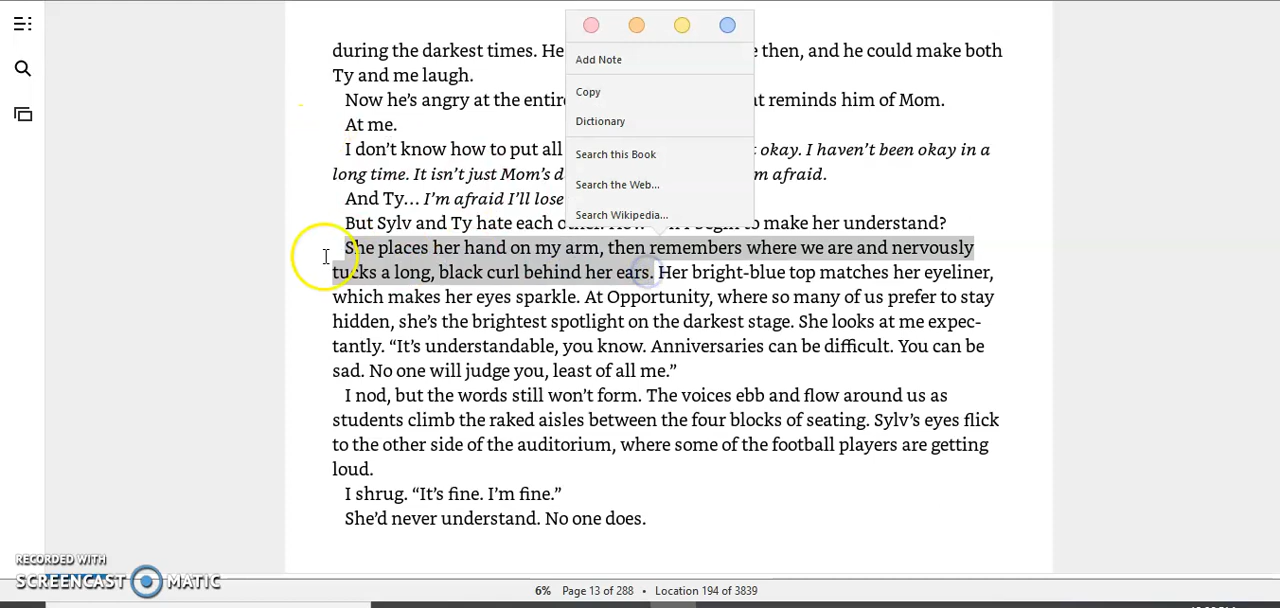 during the darkest times. He then, and he could make both
Ty and me laugh.
Now he's angry at the entire at reminds him of Mom.
At me.
I don't know how to put all okay. I haven't been okay in a
long time. It isn't just Mom's d m afraid.
And Ty… I'm afraid I'll lose
But Sylv and Ty hate each to make her understand?
She places her hand on my arm, then remembers where we are and nervously
tucks a long, black curl behind her ears. Her bright-blue top matches her eyeliner,
which makes her eyes sparkle. At Opportunity, where so many of us prefer to stay
hidden, she's the brightest spotlight on the darkest stage. She looks at me expec-
tantly. “It's understandable, you know. Anniversaries can be difficult. You can be
sad. No one will judge you, least of all me.”
I nod, but the words still won't form. The voices ebb and flow around us as
students climb the raked aisles between the four blocks of seating. Sylv's eyes flick
to the other side of the auditorium, where some of the football players are getting
loud.
I shrug. “It's fine. I'm fine.”
She'd never understand. No one does.
Add Note
Copy
Dictionary
Search this Book
Search the Web...
Search Wikipedia...
RECORDED WITH
SCREENCAST MATIC
6% Page 13 of 288 • Location 194 of 3839